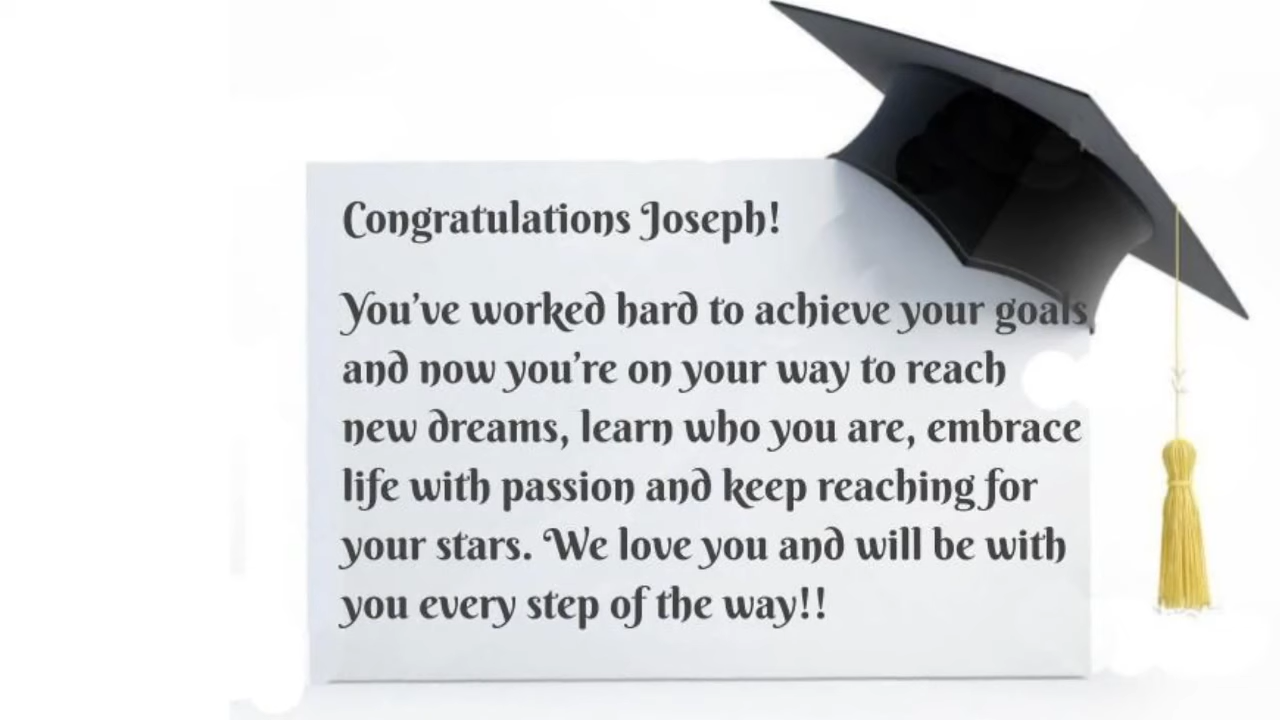 Congratulations Joseph!
You've worked hard to achieve your goals
and now you're on your way to reach
new dreams, learn who you are, embrace
life with passion and keep reaching for
your stars. We love you and will be with
you every step of the way!!